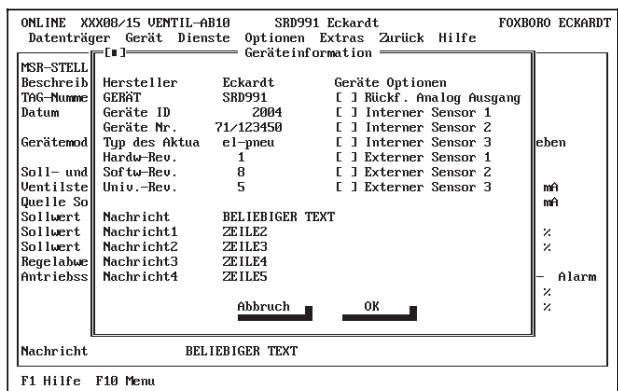 ONLINE XXX08/15 VENTIL-AB10 SRD991 Eckardt FOXBORO ECKARDT
Datenträger Gerät Dienste Optionen Extras Zurück Hilfe
[■] Geräteinformation
MSR-STELL
Beschreib Hersteller Eckardt Geräte Optionen
TAG-Numme GERÄT SRD991 [ ] Rückf. Analog Ausgang
Datum Geräte ID 2004 [ ] Interner Sensor 1
Geräte Nr. 71/123450 [ ] Interner Sensor 2
Gerätemod Typ des Aktua el-pneu [ ] Interner Sensor 3 eben
Hardw-Rev. 1 [ ] Externer Sensor 1
Soll- und Softw-Rev. 8 [ ] Externer Sensor 2
Ventilste Univ.-Rev. 5 [ ] Externer Sensor 3 mA
Quelle So mA
Sollwert Nachricht BELIEBIGER TEXT
Sollwert Nachricht1 ZEILE2 %
Sollwert Nachricht2 ZEILE3 %
Regelabwe Nachricht3 ZEILE4
Antriebss Nachricht4 ZEILE5 - Alarm
%
Abbruch OK %
Nachricht BELIEBIGER TEXT
F1 Hilfe F10 Menu